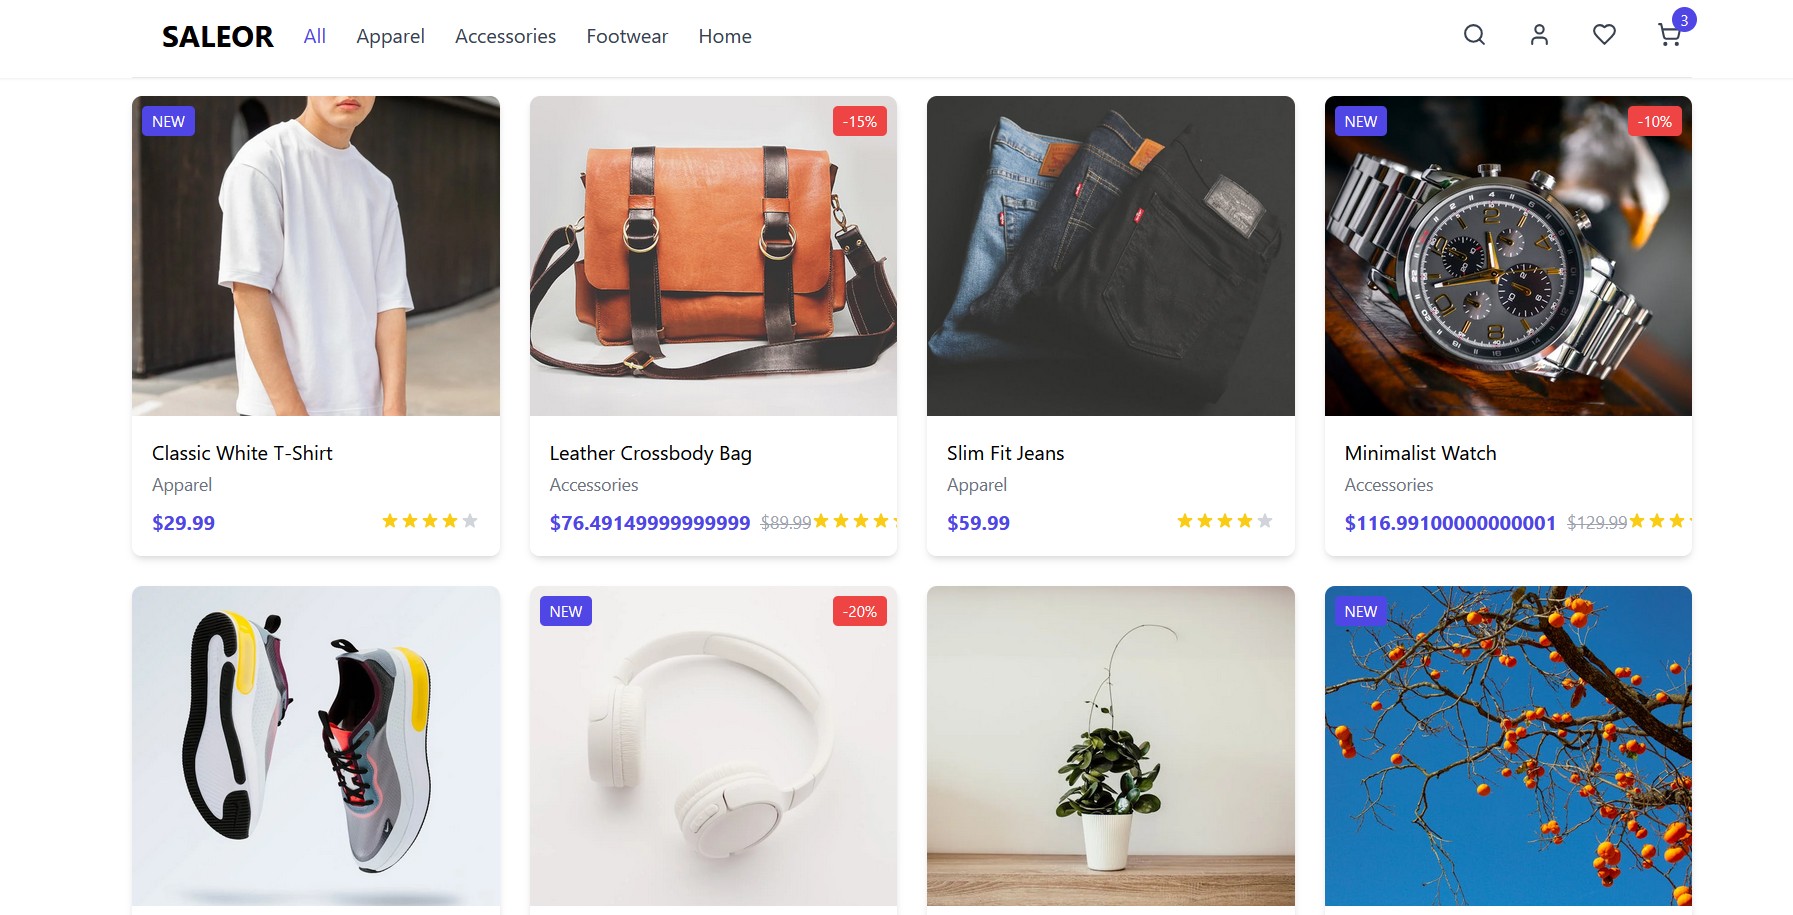 SALEOR All Apparel Accessories Footwear Home 3
NEW
-15%
NEW -10%
Classic White T-Shirt
Apparel
$29.99
Leather Crossbody Bag
Accessories
$76.49149999999999 $89.99
Slim Fit Jeans
Apparel
$59.99
Minimalist Watch
Accessories
$116.99100000000001 $129.99
NEW -20%
NEW